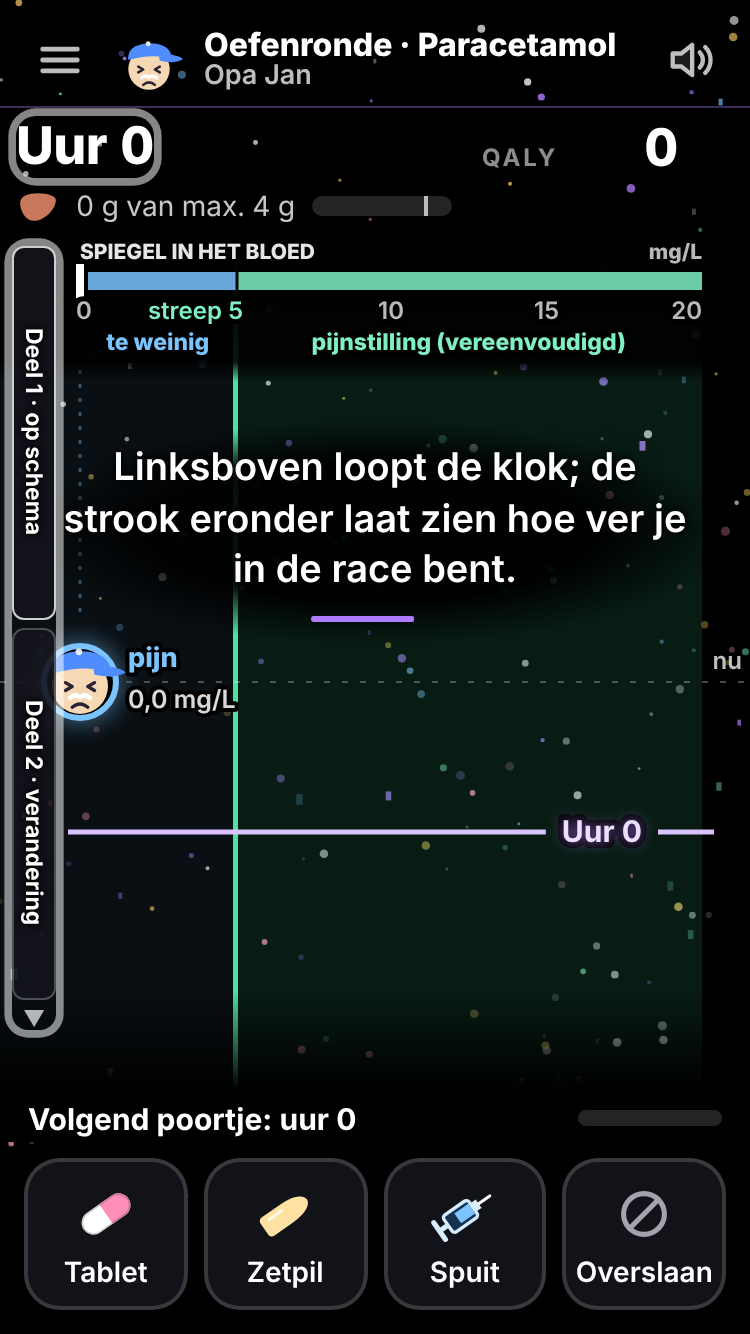 Oefenronde · Paracetamol
Opa Jan
Uur 0
QALY 0
0 g van max. 4 g
SPIEGEL IN HET BLOED mg/L
0 streep 5 10 15 20
te weinig pijnstilling (vereenvoudigd)
Deel 1 · op schema
Linksboven loopt de klok; de
strook eronder laat zien hoe ver je
in de race bent.
pijn
nu
0,0 mg/L
Deel 2 · verandering
Uur 0
Volgend poortje: uur 0
Tablet Zetpil Spuit Overslaan